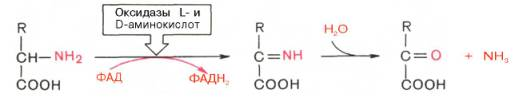 Оксидазы L- и
D-аминокислот
R
CH—NH₂
COOH
ФАД
ФАДН₂
R
C=NH
COOH
H₂O
R
C=O
COOH
+ NH₃